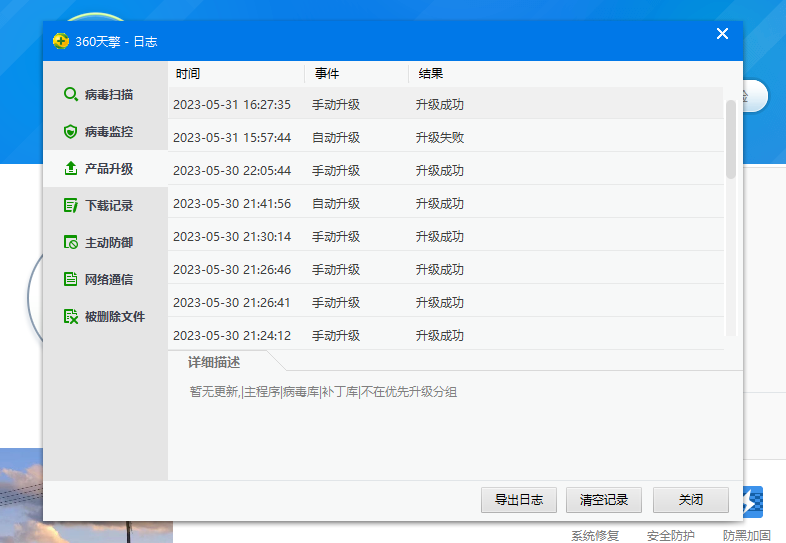 360天擎 - 日志
时间 事件 结果
病毒扫描
病毒监控
产品升级
下载记录
主动防御
网络通信
被删除文件
2023-05-31 16:27:35 手动升级 升级成功
2023-05-31 15:57:44 自动升级 升级失败
2023-05-30 22:05:44 手动升级 升级成功
2023-05-30 21:41:56 自动升级 升级成功
2023-05-30 21:30:14 手动升级 升级成功
2023-05-30 21:26:46 手动升级 升级成功
2023-05-30 21:26:41 手动升级 升级成功
2023-05-30 21:24:12 手动升级 升级成功
详细描述
暂无更新,|主程序|病毒库|补丁库|不在优先升级分组
导出日志 清空记录 关闭
系统修复 安全防护 防黑加固